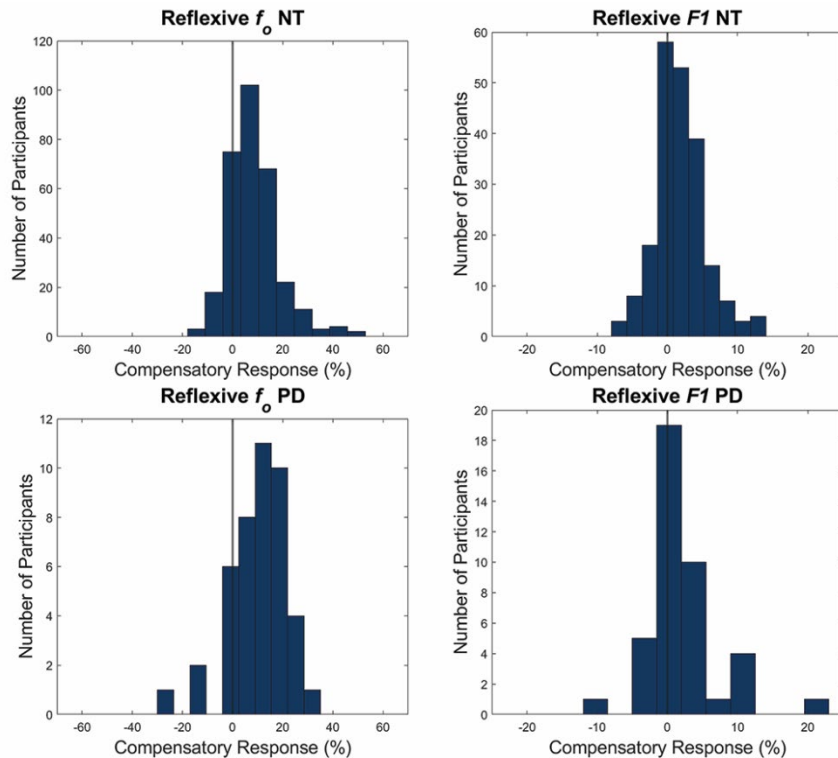 Reflexive fo NT
120
100
80
60
40
20
0
Number of Participants
-60 -40 -20 0 20 40 60
Compensatory Response (%)
Reflexive F1 NT
60
50
40
30
20
10
0
Number of Participants
-20 -10 0 10 20
Compensatory Response (%)
Reflexive fo PD
12
10
8
6
4
2
0
Number of Participants
-60 -40 -20 0 20 40 60
Compensatory Response (%)
Reflexive F1 PD
20
18
16
14
12
10
8
6
4
2
0
Number of Participants
-20 -10 0 10 20
Compensatory Response (%)